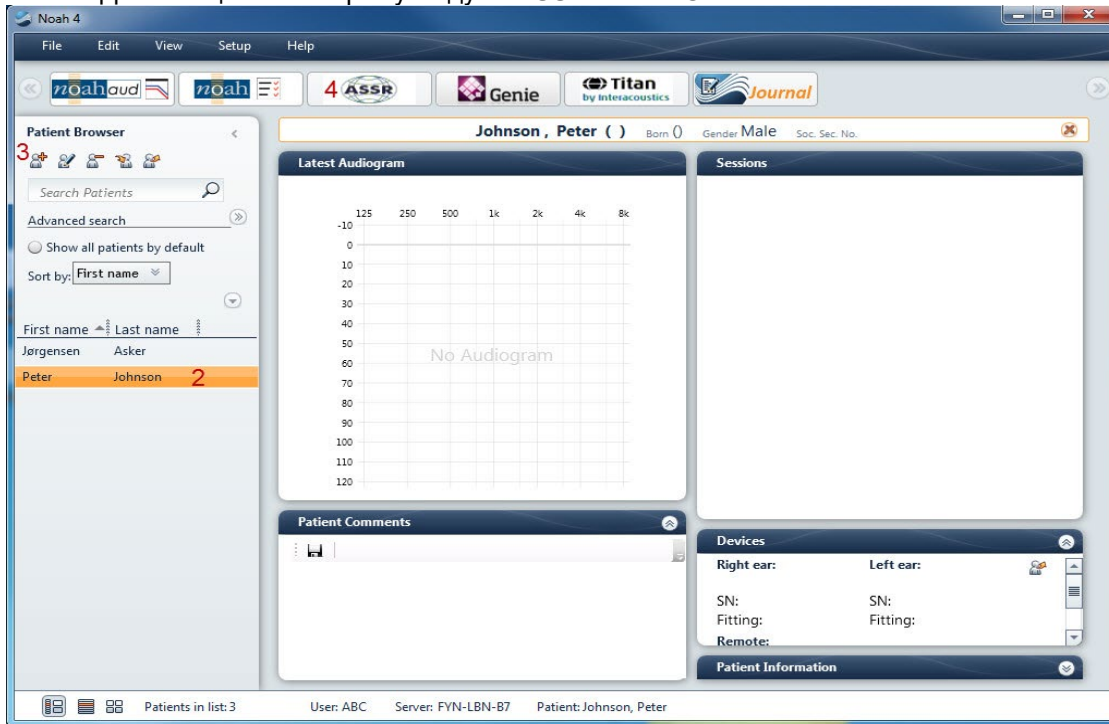 Noah 4
File Edit View Setup Help
noahaud noah 4 ASSR Genie Titan by Interacoustics Journal
Patient Browser
Johnson , Peter ( ) Born () Gender Male Soc. Sec. No.
3
Search Patients
Advanced search
Show all patients by default
Sort by: First name
First name Last name
Jørgensen Asker
Peter Johnson 2
Latest Audiogram
125 250 500 1k 2k 4k 8k
-10
0
10
20
30
40
50
60
70
80
90
100
110
120
No Audiogram
Sessions
Patient Comments
Devices
Right ear: Left ear:
SN: SN:
Fitting: Fitting:
Remote:
Patient Information
Patients in list: 3 User: ABC Server: FYN-LBN-B7 Patient: Johnson, Peter